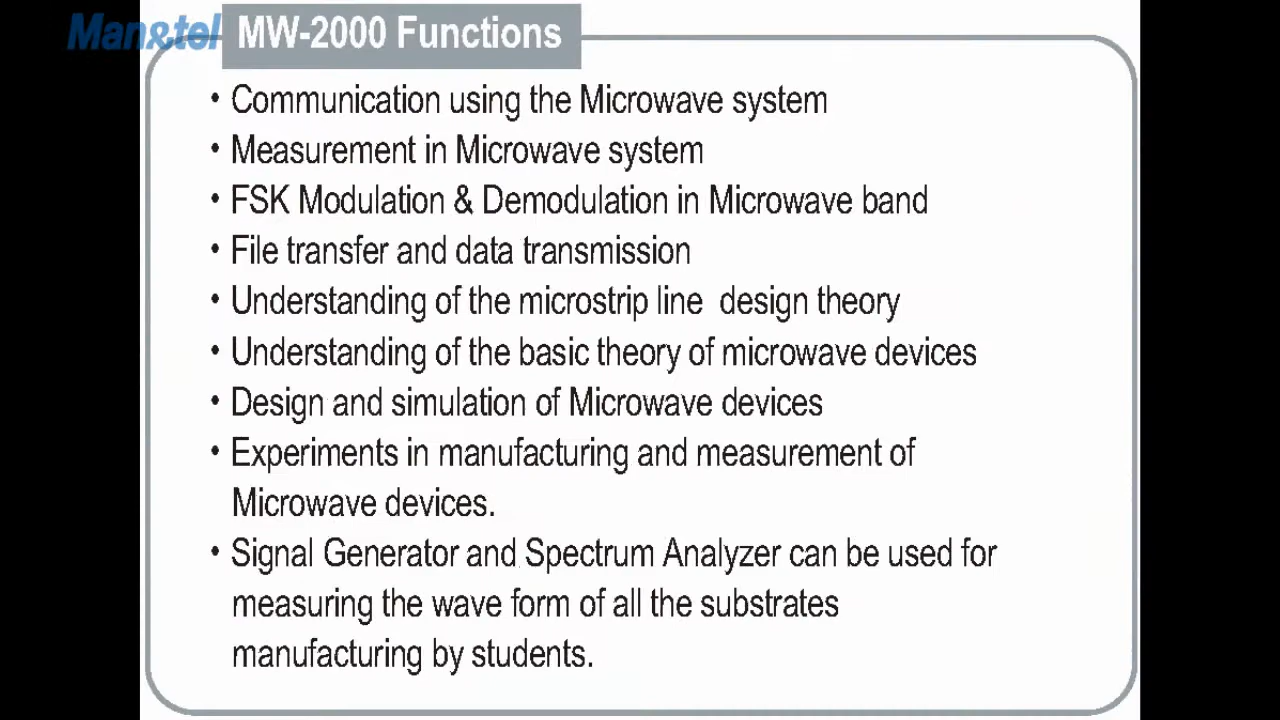 Man&tel
MW-2000 Functions
• Communication using the Microwave system
• Measurement in Microwave system
• FSK Modulation & Demodulation in Microwave band
• File transfer and data transmission
• Understanding of the microstrip line design theory
• Understanding of the basic theory of microwave devices
• Design and simulation of Microwave devices
• Experiments in manufacturing and measurement of
Microwave devices.
• Signal Generator and Spectrum Analyzer can be used for
measuring the wave form of all the substrates
manufacturing by students.